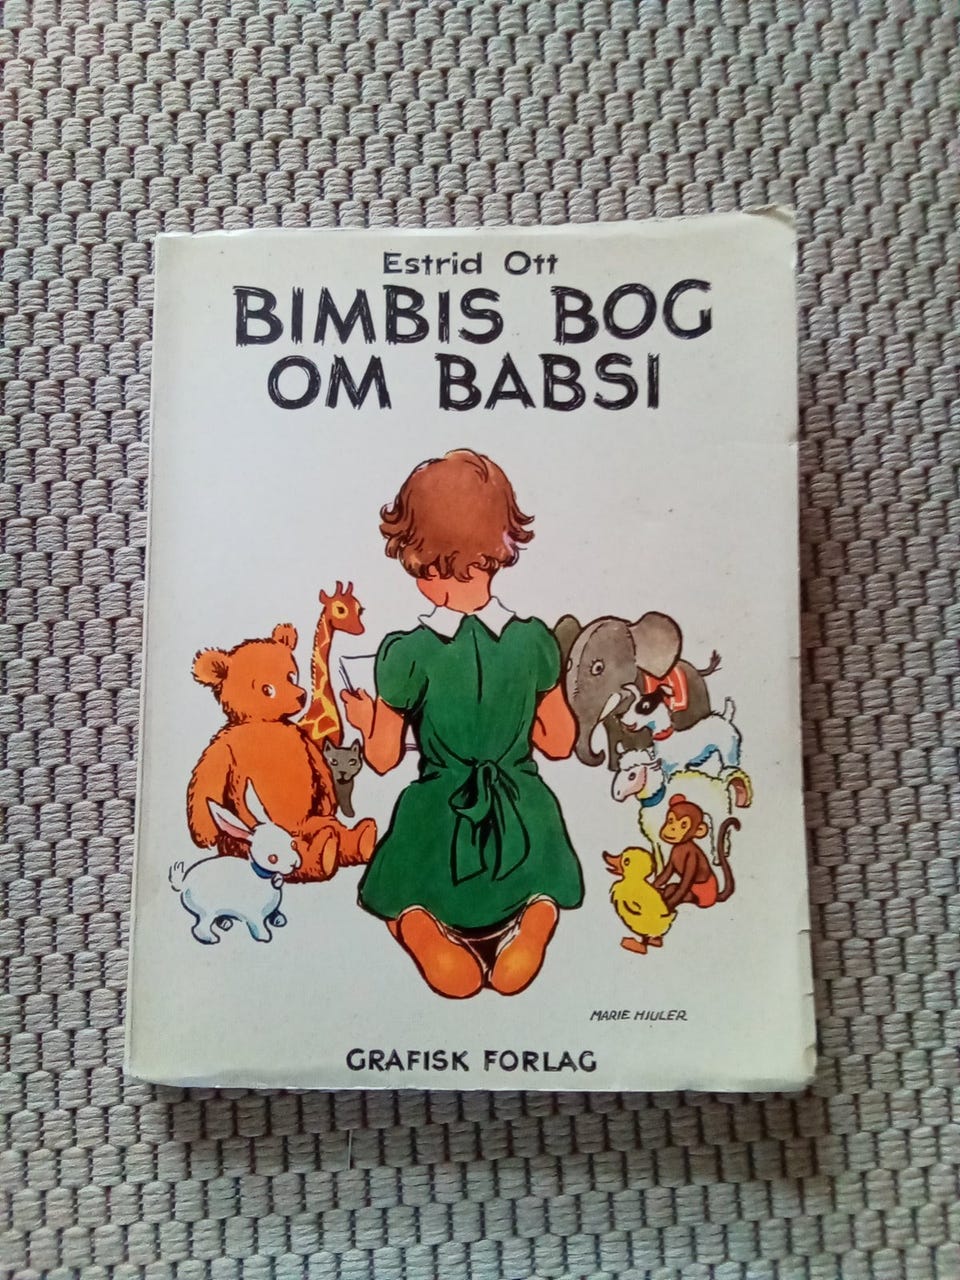 Estrid Ott
BIMBIS BOG
OM BABSI
MARIE HJULER
GRAFISK FORLAG